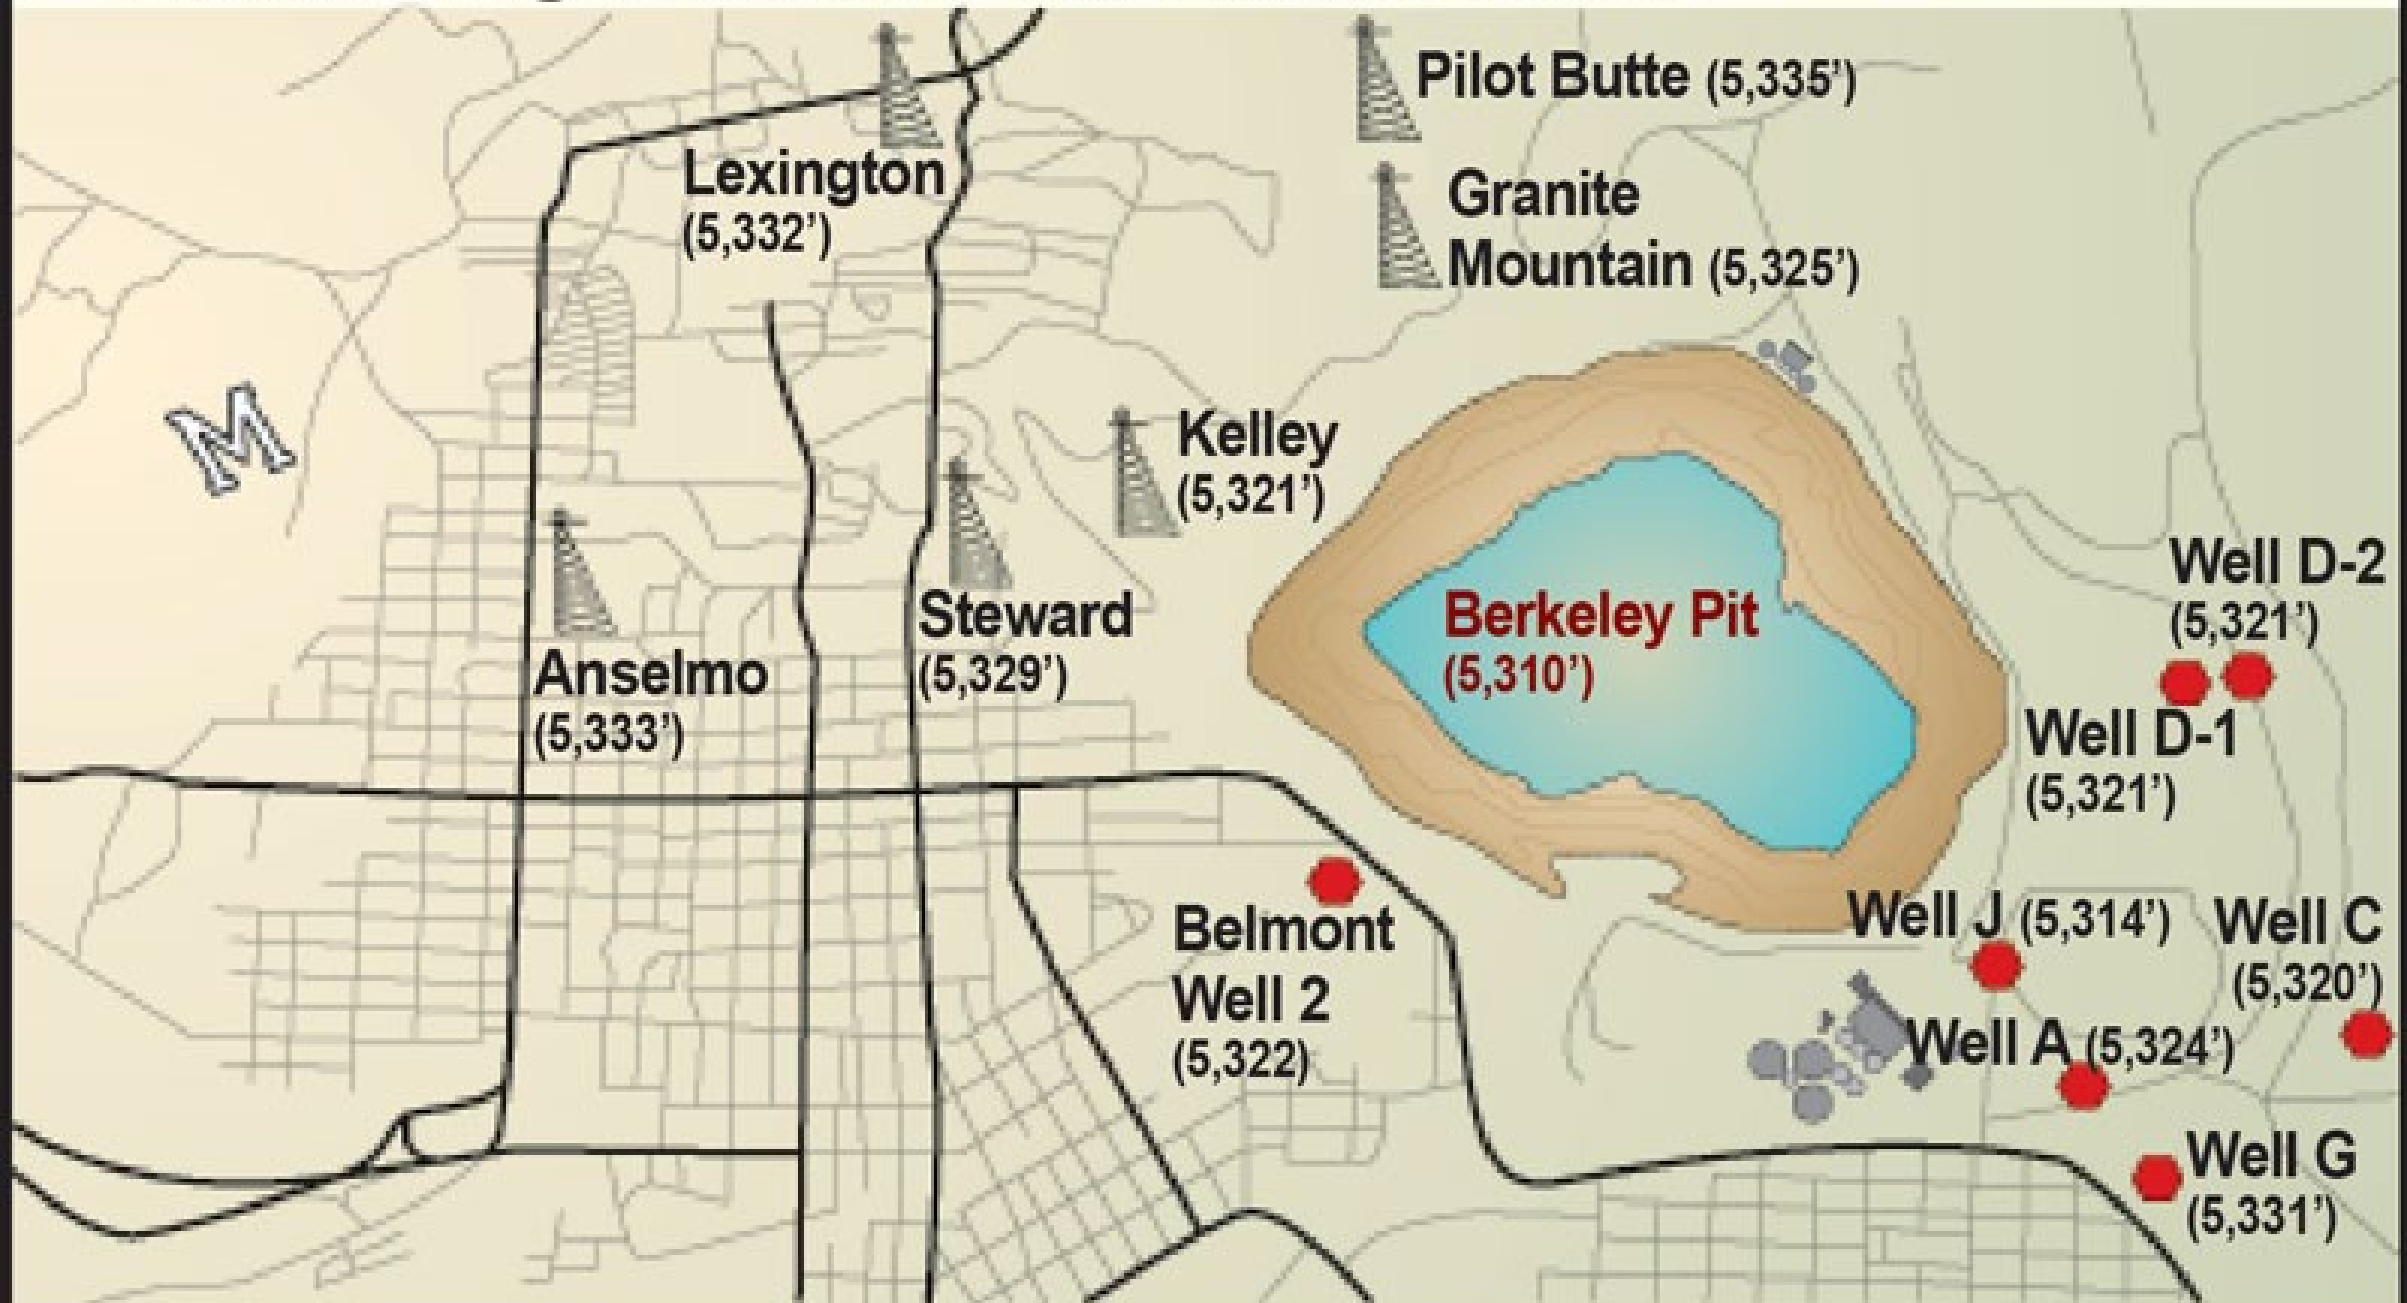 Pilot Butte (5,335’)
Lexington
(5,332’)
Granite
Mountain (5,325’)
M
Kelley
(5,321’)
Well D-2
(5,321’)
Steward
(5,329’)
Berkeley Pit
(5,310’)
Anselmo
(5,333’)
Well D-1
(5,321’)
Belmont
Well 2
(5,322)
Well J (5,314’)
Well C
(5,320’)
Well A (5,324’)
Well G
(5,331’)